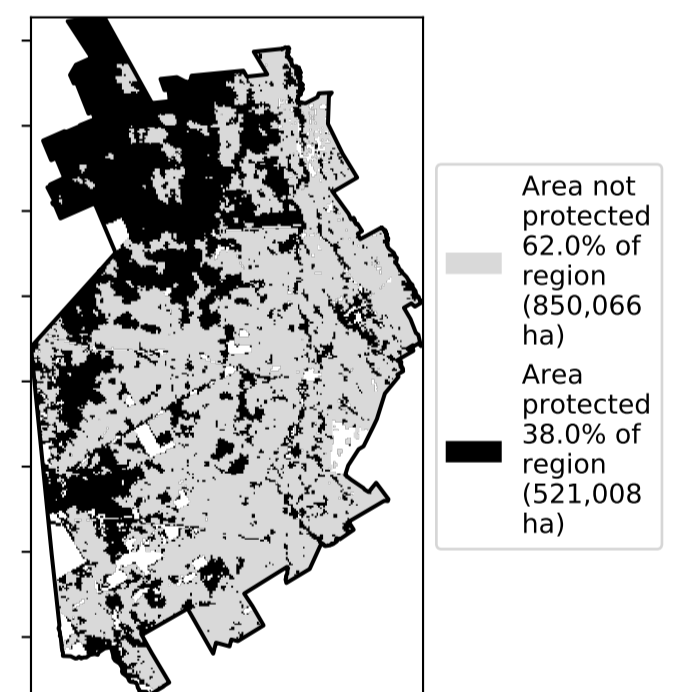 Area not
protected
62.0% of
region
(850,066
ha)
Area
protected
38.0% of
region
(521,008
ha)